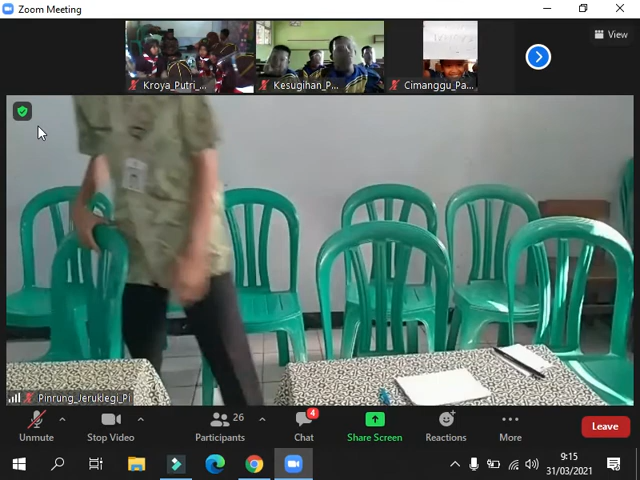 Zoom Meeting
View
Kroya_Putri_...
Kesugihan_P...
Cimanggu_Pa...
Pinrung_Jeruklegi_Pi
Unmute
Stop Video
26
Participants
4
Chat
Share Screen
Reactions
More
Leave
9:15
31/03/2021